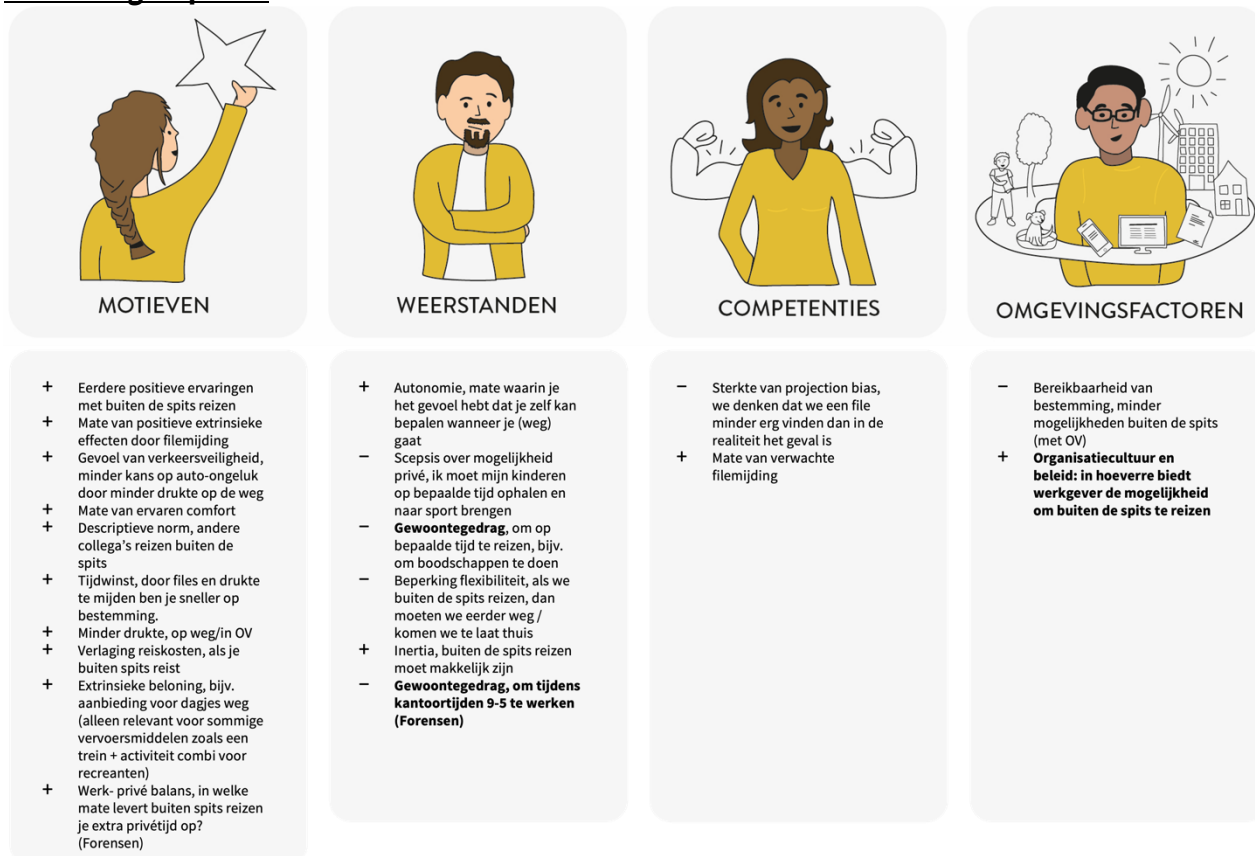 MOTIEVEN
+ Eerdere positieve ervaringen
met buiten de spits reizen
+ Mate van positieve extrinsieke
effecten door filemijding
+ Gevoel van verkeersveiligheid,
minder kans op auto-ongeluk
door minder drukte op de weg
+ Mate van ervaren comfort
+ Descriptieve norm, andere
collega's reizen buiten de
spits
+ Tijdwinst, door files en drukte
te mijden ben je sneller op
bestemming.
+ Minder drukte, op weg/in OV
+ Verlaging reiskosten, als je
buiten spits reist
+ Extrinsieke beloning, bijv.
aanbieding voor dagjes weg
(alleen relevant voor sommige
vervoersmiddelen zoals een
trein + activiteit combi voor
recreanten)
+ Werk- privé balans, in welke
mate levert buiten spits reizen
je extra privétijd op?
(Forensen)
WEERSTANDEN
+ Autonomie, mate waarin je
het gevoel hebt dat je zelf kan
bepalen wanneer je (weg)
gaat
− Scepsis over mogelijkheid
privé, ik moet mijn kinderen
op bepaalde tijd ophalen en
naar sport brengen
− Gewoontegedrag, om op
bepaalde tijd te reizen, bijv.
om boodschappen te doen
− Beperking flexibiliteit, als we
buiten de spits reizen, dan
moeten we eerder weg /
komen we te laat thuis
+ Inertia, buiten de spits reizen
moet makkelijk zijn
− Gewoontegedrag, om tijdens
kantoortijden 9-5 te werken
(Forensen)
COMPETENTIES
− Sterkte van projection bias,
we denken dat we een file
minder erg vinden dan in de
realiteit het geval is
+ Mate van verwachte
filemijding
OMGEVINGSFACTOREN
− Bereikbaarheid van
bestemming, minder
mogelijkheden buiten de spits
(met OV)
+ Organisatiecultuur en
beleid: in hoeverre biedt
werkgever de mogelijkheid
om buiten de spits te reizen